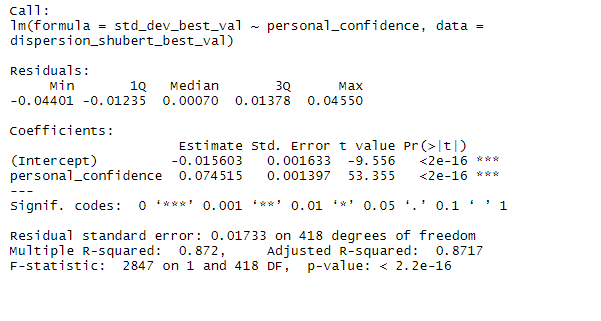 Call:
lm(formula = std_dev_best_val ~ personal_confidence, data =
dispersion_shubert_best_val)
Residuals:
Min 1Q Median 3Q Max
-0.04401 -0.01235 0.00070 0.01378 0.04550
Coefficients:
Estimate Std. Error t value Pr(>|t|)
(Intercept) -0.015603 0.001633 -9.556 <2e-16 ***
personal_confidence 0.074515 0.001397 53.355 <2e-16 ***
---
Signif. codes: 0 ‘***’ 0.001 ‘**’ 0.01 ‘*’ 0.05 ‘.’ 0.1 ‘ ’ 1
Residual standard error: 0.01733 on 418 degrees of freedom
Multiple R-squared: 0.872, Adjusted R-squared: 0.8717
F-statistic: 2847 on 1 and 418 DF, p-value: < 2.2e-16